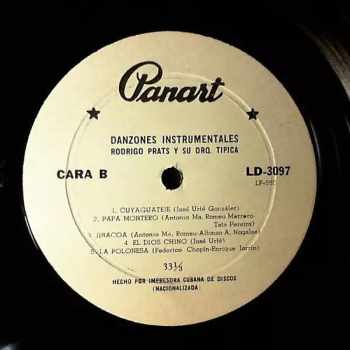 Panart
DANZONES INSTRUMENTALES
RODRIGO PRATS Y SU ORQ. TIPICA
CARA B
LD-3097
1. CUYAGUATEJE (José Urfé González)
2. PAPA MONTERO (Antonio Ma. Romeu Marrero-
Tata Pereira)
3. JIBACOA (Antonio Ma. Romeu-Alfonso A. Nogales)
4. EL DIOS CHINO (José Urfé)
5. LA POLONESA (Federico Chopin-Enrique Jorrín)
33⅓
HECHO POR IMPRESORA CUBANA DE DISCOS
(NACIONALIZADA)